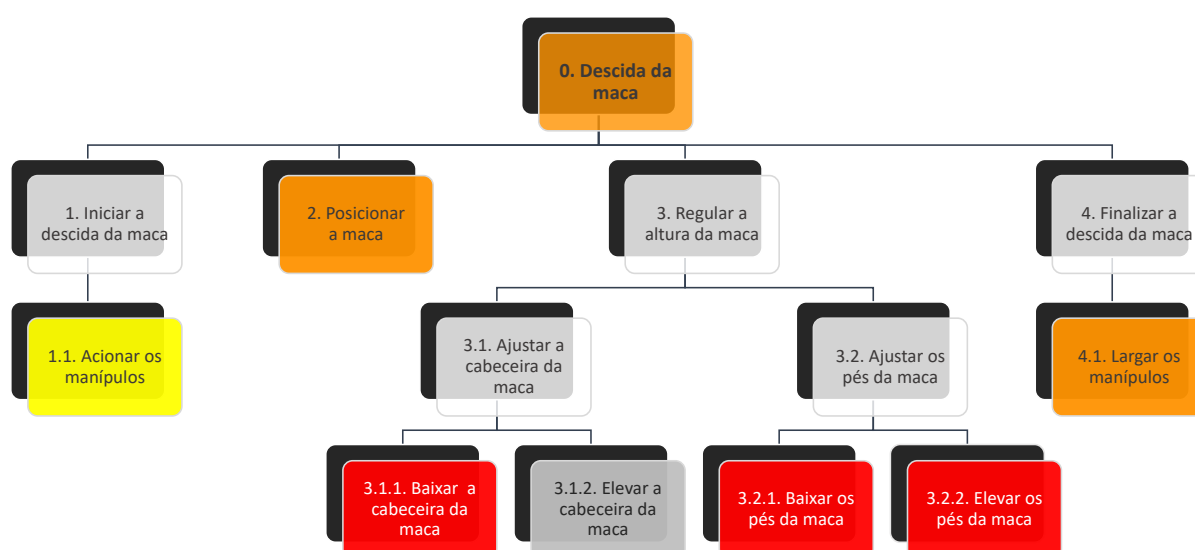 0. Descida da
maca
1. Iniciar a
descida da maca
2. Posicionar
a maca
3. Regular a
altura da maca
4. Finalizar a
descida da maca
1.1. Acionar os
manípulos
3.1. Ajustar a
cabeceira da
maca
3.2. Ajustar os
pés da maca
4.1. Largar os
manípulos
3.1.1. Baixar a
cabeceira da
maca
3.1.2. Elevar a
cabeceira da
maca
3.2.1. Baixar os
pés da maca
3.2.2. Elevar os
pés da maca